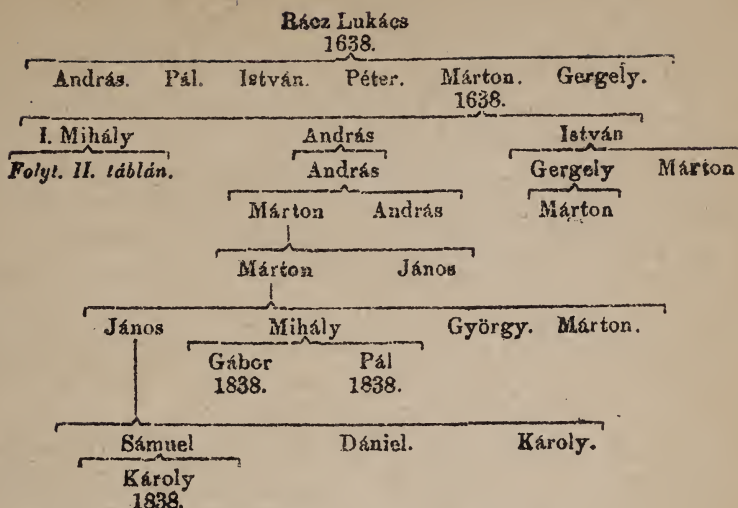 Rácz Lukács
1638.
András. Pál. István. Péter. Márton. Gergely.
1638.
I. Mihály András István
Folyt. II. táblán. András Gergely Márton
Márton András Márton
Márton János
János Mihály György. Márton.
Gábor Pál
1838. 1838.
Sámuel Dániel. Károly.
Károly
1838.